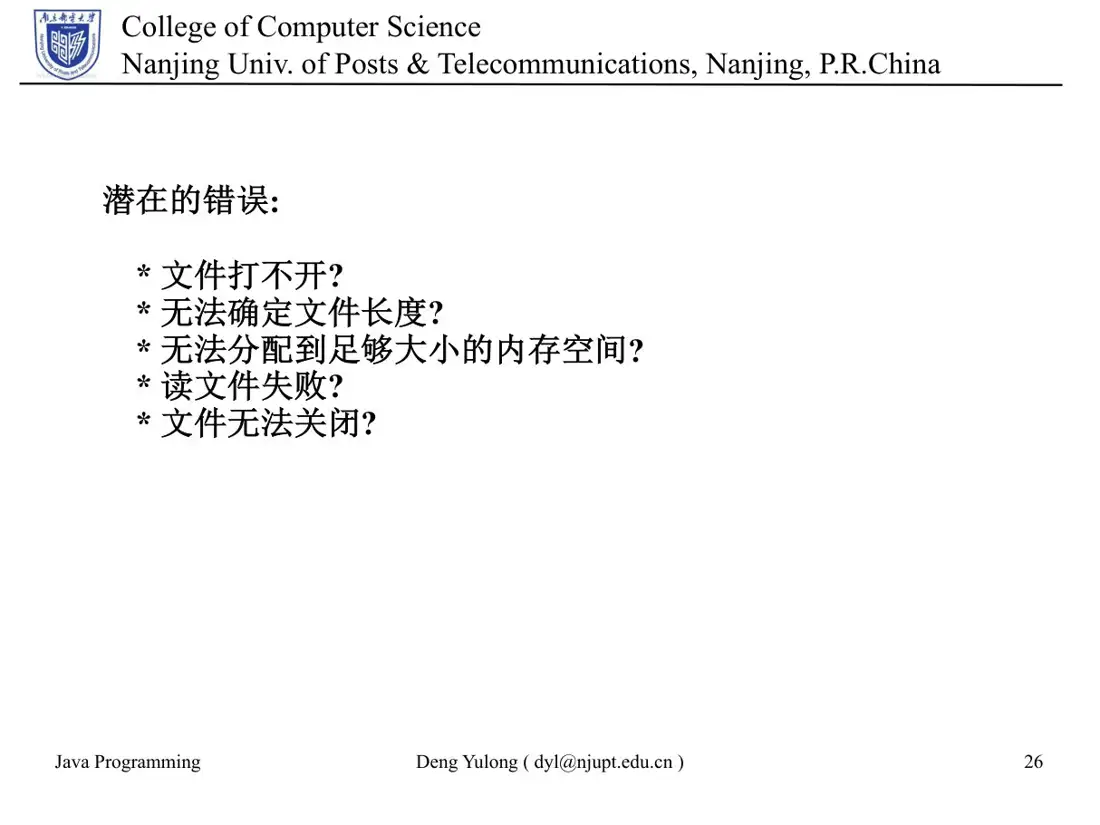 College of Computer Science
Nanjing Univ. of Posts & Telecommunications, Nanjing, P.R.China
潜在的错误:
* 文件打不开?
* 无法确定文件长度?
* 无法分配到足够大小的内存空间?
* 读文件失败?
* 文件无法关闭?
Java Programming
Deng Yulong ( dyl@njupt.edu.cn )
26